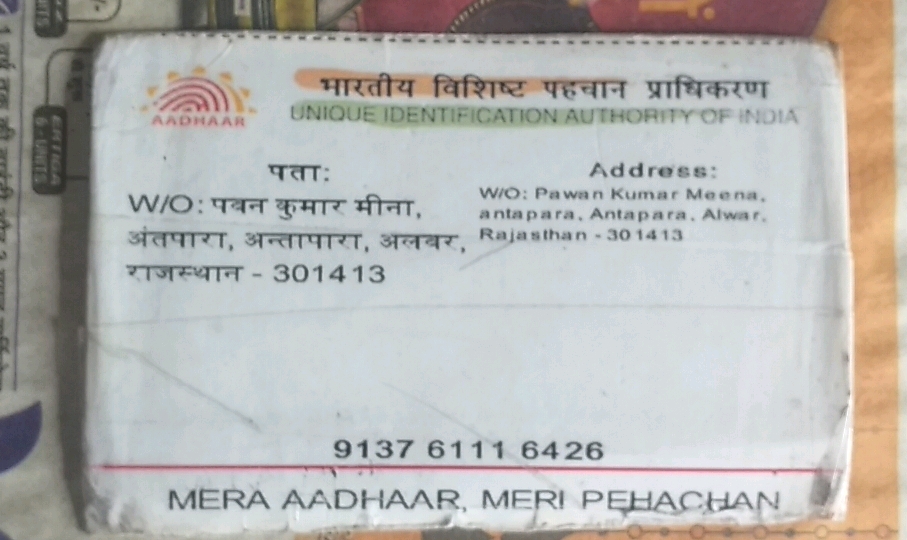 भारतीय विशिष्ट पहचान प्राधिकरण
AADHAAR
UNIQUE IDENTIFICATION AUTHORITY OF INDIA
पता:
W/O: पवन कुमार मीना,
अंतपारा, अन्तापारा, अलवर,
राजस्थान - 301413
Address:
W/O: Pawan Kumar Meena,
antapara, Antapara, Alwar,
Rajasthan - 301413
9137 6111 6426
MERA AADHAAR, MERI PEHACHAN